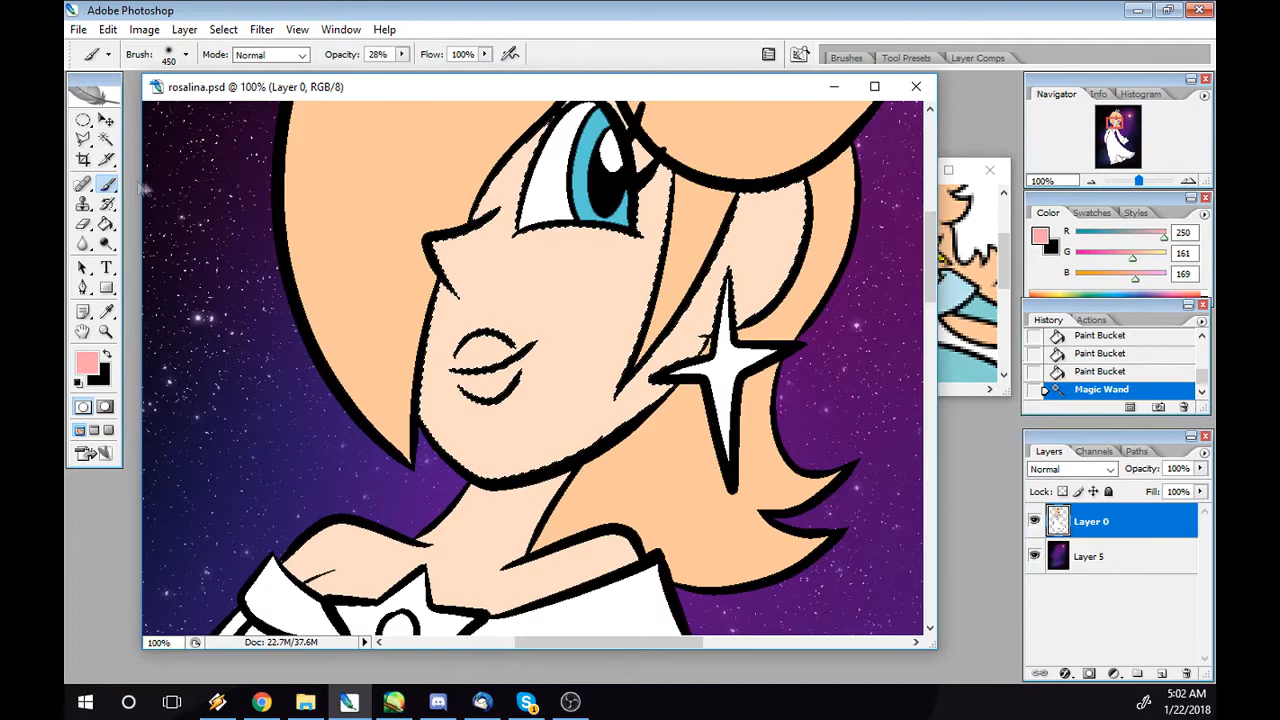 Adobe Photoshop
File Edit Image Layer Select Filter View Window Help
Brush: 450 Mode: Normal Opacity: 28% Flow: 100% Brushes Tool Presets Layer Comps
rosalina.psd @ 100% (Layer 0, RGB/8)
Navigator Info Histogram
100%
Color Swatches Styles
R 250
G 161
B 169
History Actions
Paint Bucket
Paint Bucket
Paint Bucket
Magic Wand
Layers Channels Paths
Normal Opacity: 100%
Lock: Fill: 100%
Layer 0
Layer 5
100% Doc: 22.7M/37.6M
T
S 1
5:02 AM
1/22/2018